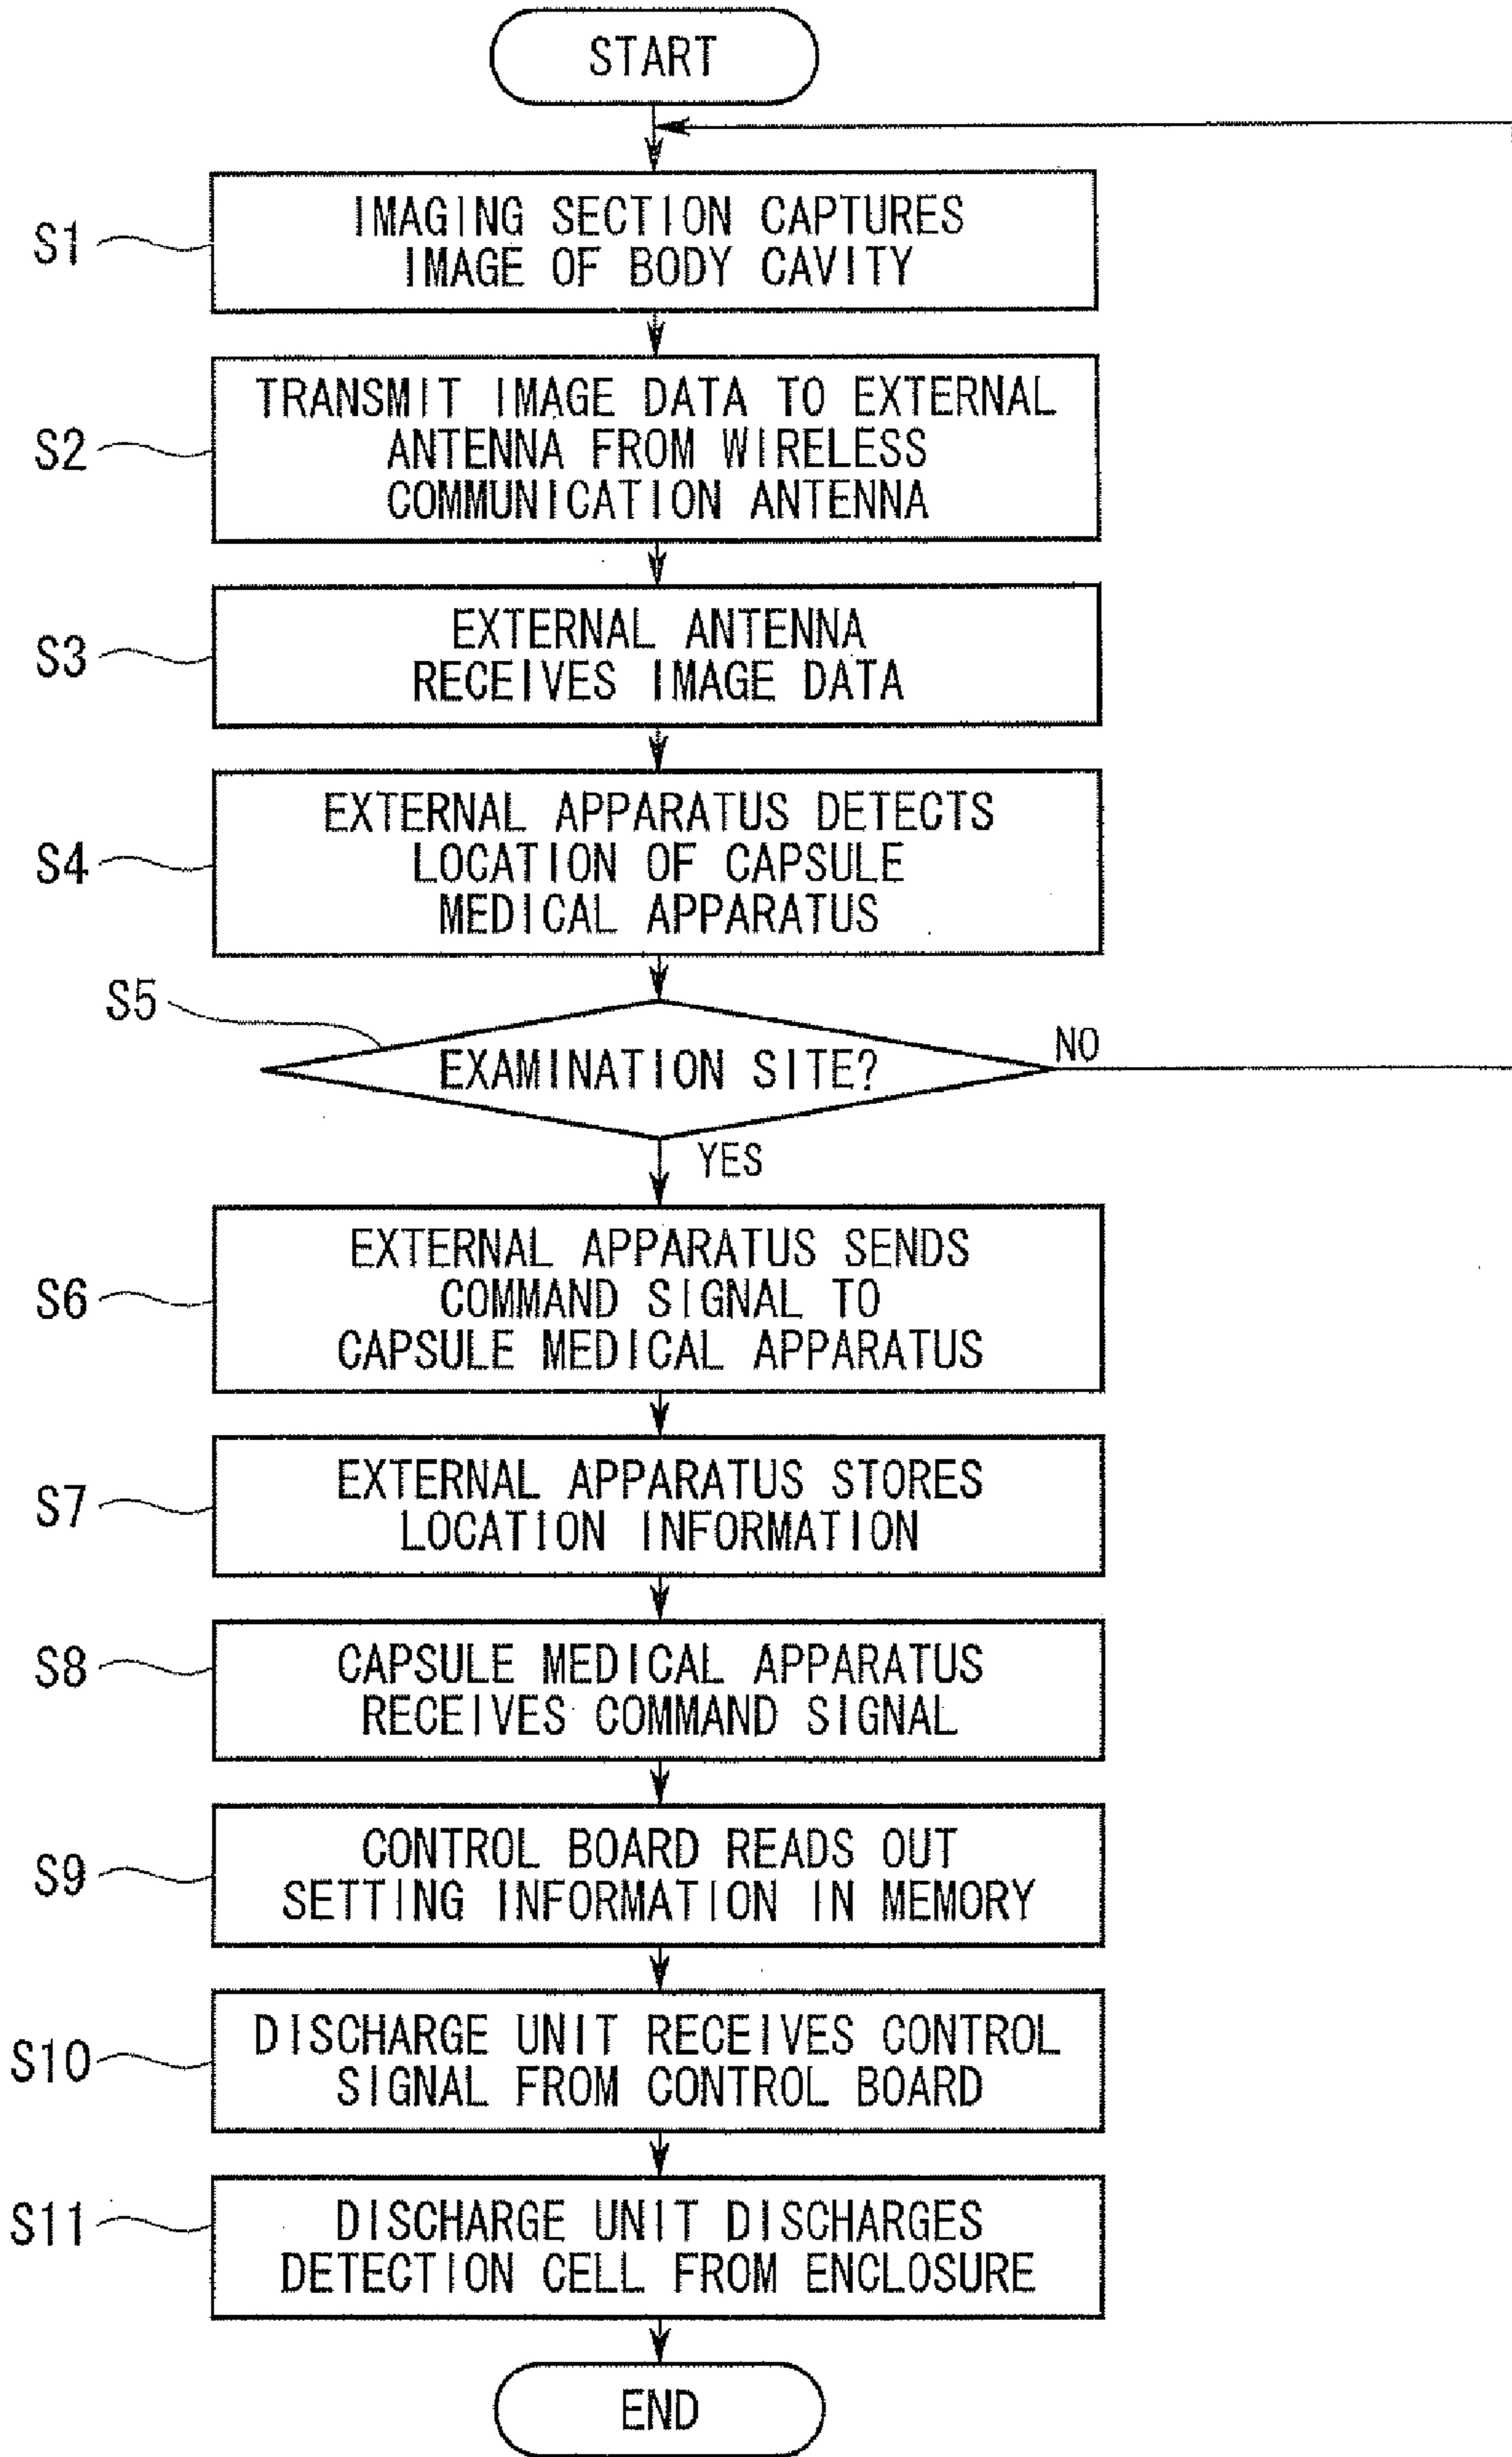 START
S1
IMAGING SECTION CAPTURES
IMAGE OF BODY CAVITY
S2
TRANSMIT IMAGE DATA TO EXTERNAL
ANTENNA FROM WIRELESS
COMMUNICATION ANTENNA
S3
EXTERNAL ANTENNA
RECEIVES IMAGE DATA
S4
EXTERNAL APPARATUS DETECTS
LOCATION OF CAPSULE
MEDICAL APPARATUS
S5
EXAMINATION SITE?
NO
YES
S6
EXTERNAL APPARATUS SENDS
COMMAND SIGNAL TO
CAPSULE MEDICAL APPARATUS
S7
EXTERNAL APPARATUS STORES
LOCATION INFORMATION
S8
CAPSULE MEDICAL APPARATUS
RECEIVES COMMAND SIGNAL
S9
CONTROL BOARD READS OUT
SETTING INFORMATION IN MEMORY
S10
DISCHARGE UNIT RECEIVES CONTROL
SIGNAL FROM CONTROL BOARD
S11
DISCHARGE UNIT DISCHARGES
DETECTION CELL FROM ENCLOSURE
END